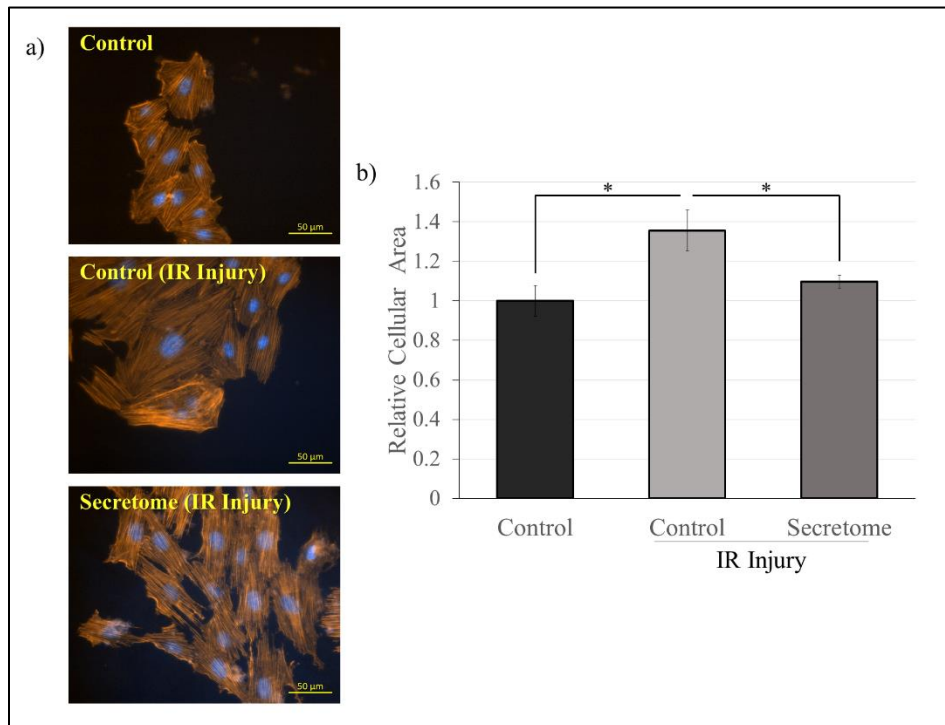 a)
Control
50 µm
Control (IR Injury)
50 µm
Secretome (IR Injury)
50 µm
b)
Relative Cellular Area
1.6
1.4
1.2
1
0.8
0.6
0.4
0.2
0
*
*
Control
Control
Secretome
IR Injury